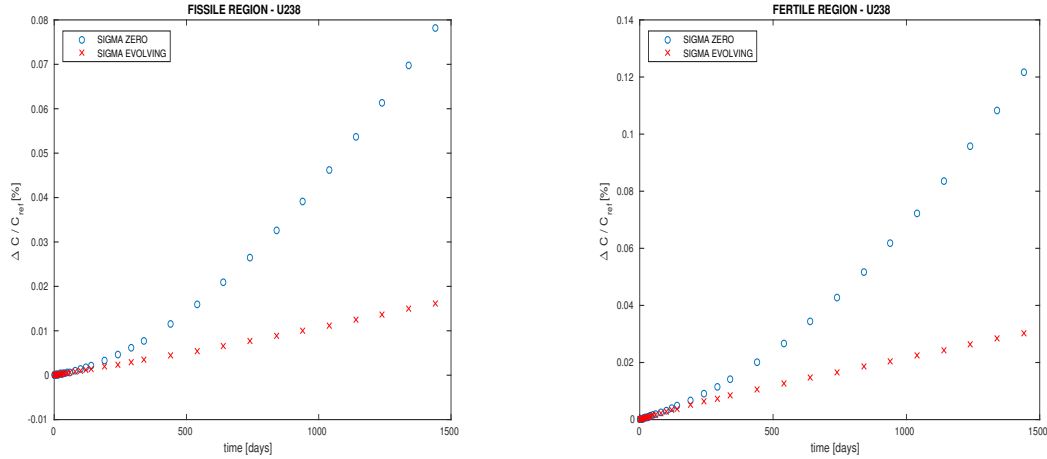 FISSILE REGION - U238
SIGMA ZERO
SIGMA EVOLVING
0.08
0.07
0.06
0.05
0.04
0.03
0.02
0.01
0
-0.01
Δ C / C ref [%]
0
500
1000
1500
time [days]
FERTILE REGION - U238
SIGMA ZERO
SIGMA EVOLVING
0.14
0.12
0.1
0.08
0.06
0.04
0.02
0
Δ C / C ref [%]
0
500
1000
1500
time [days]